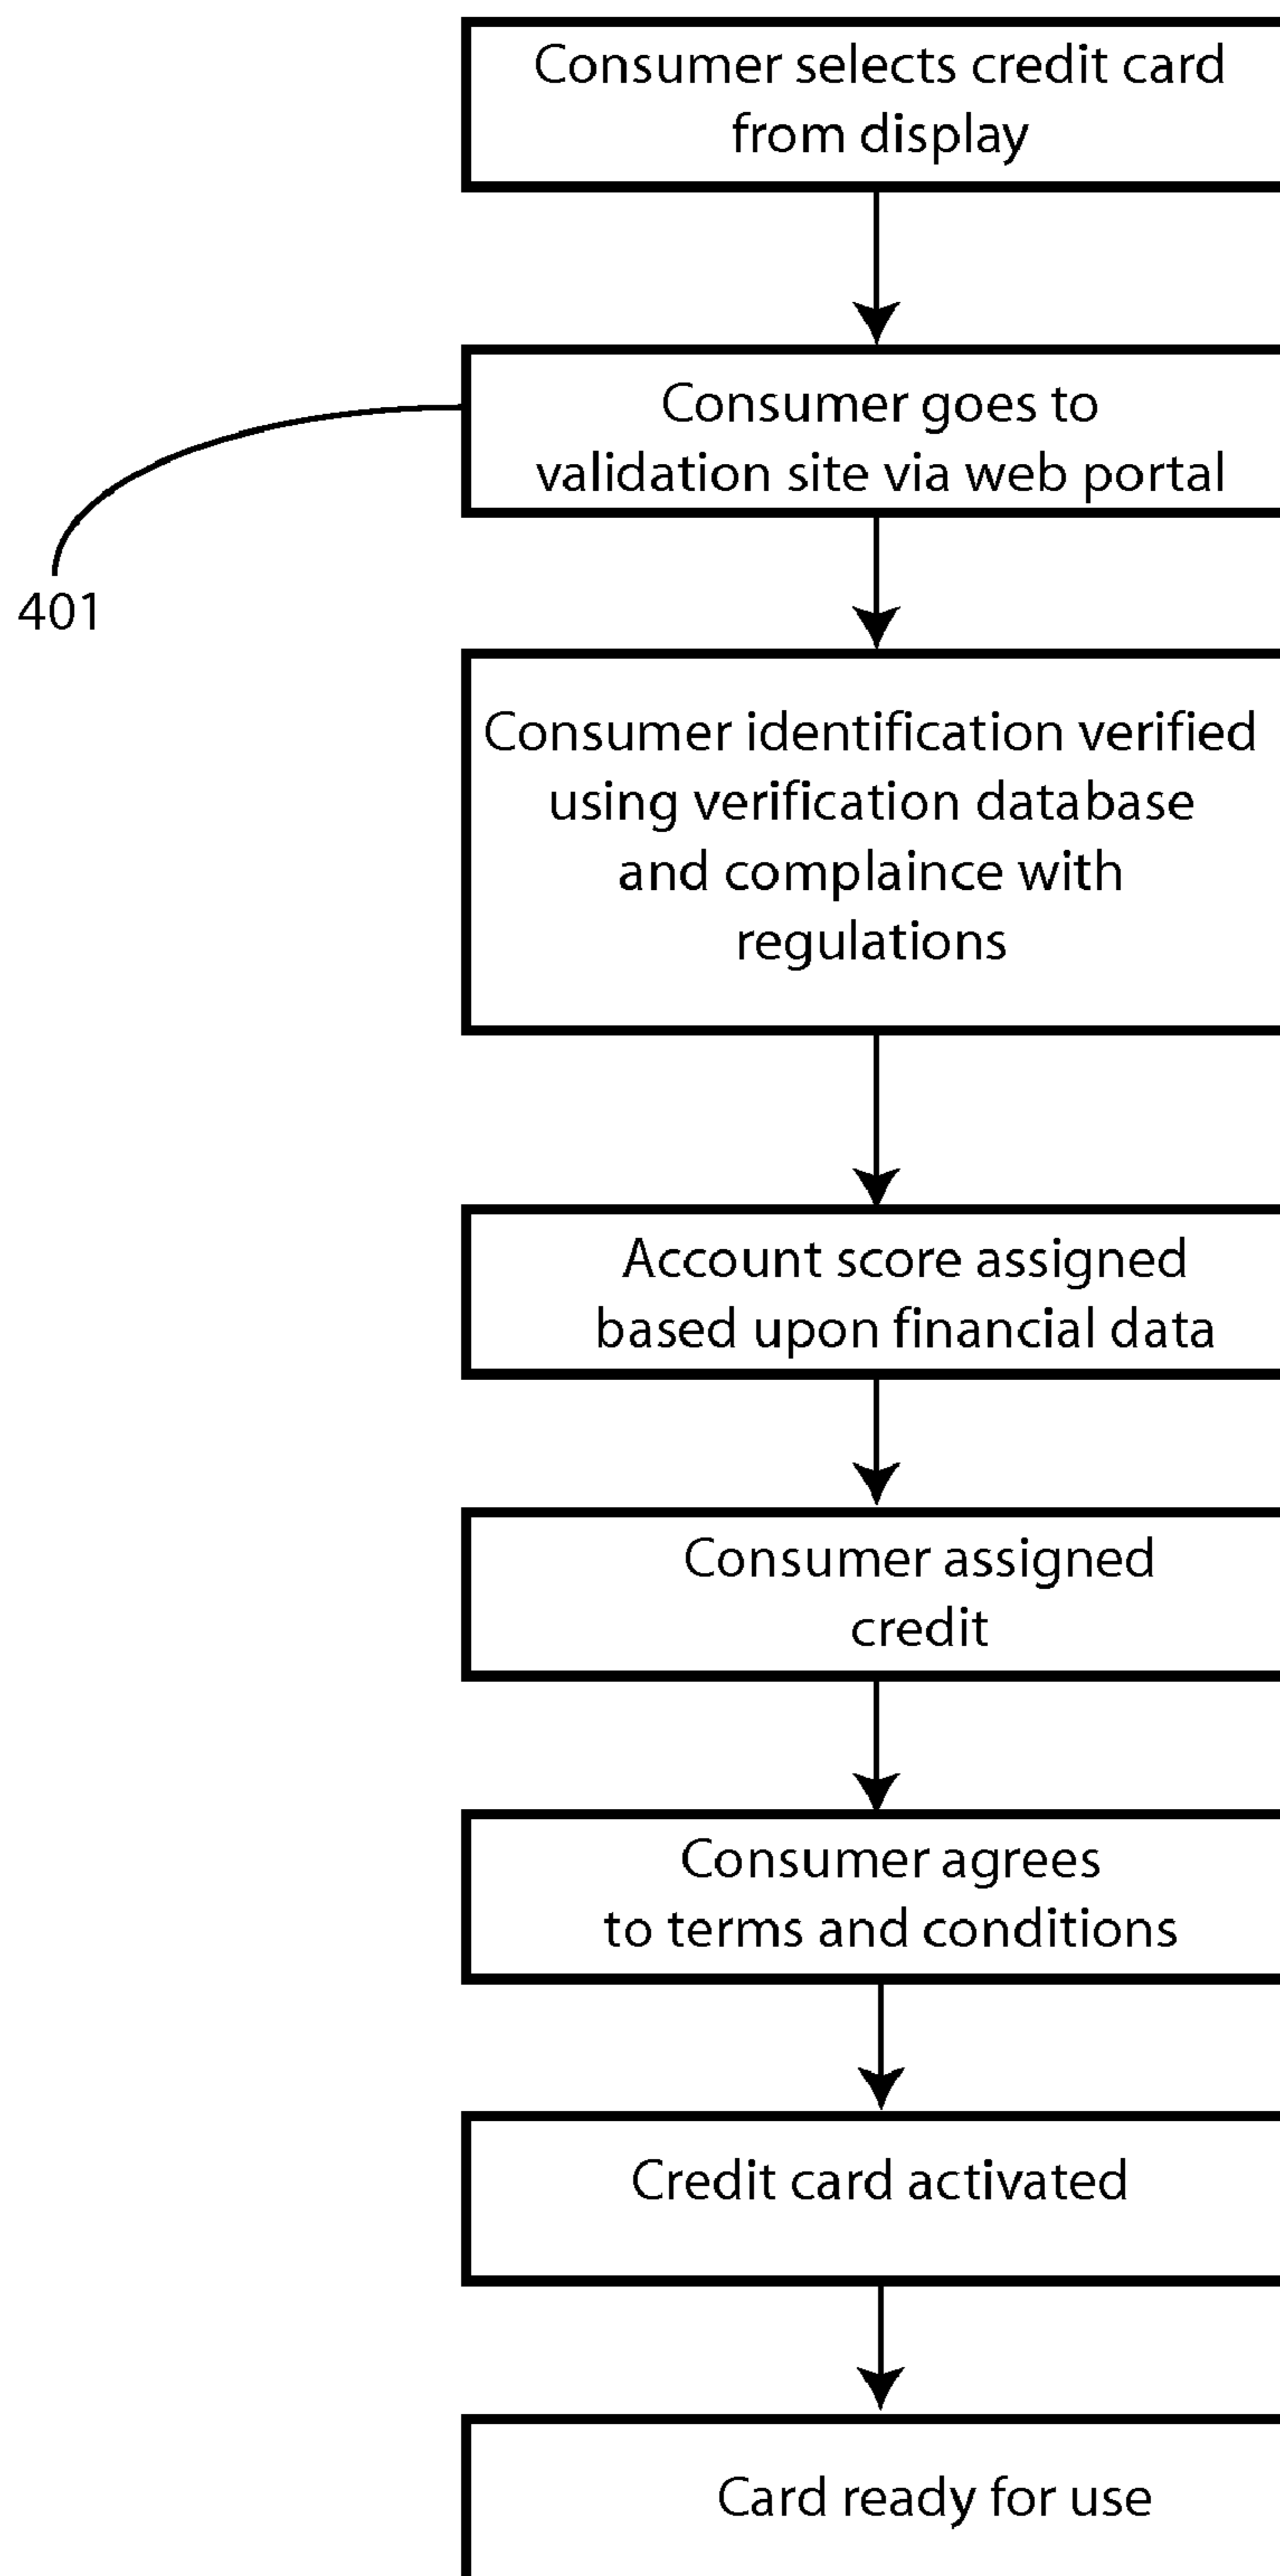 Consumer selects credit card
from display
Consumer goes to
validation site via web portal
401
Consumer identification verified
using verification database
and complaince with
regulations
Account score assigned
based upon financial data
Consumer assigned
credit
Consumer agrees
to terms and conditions
Credit card activated
Card ready for use